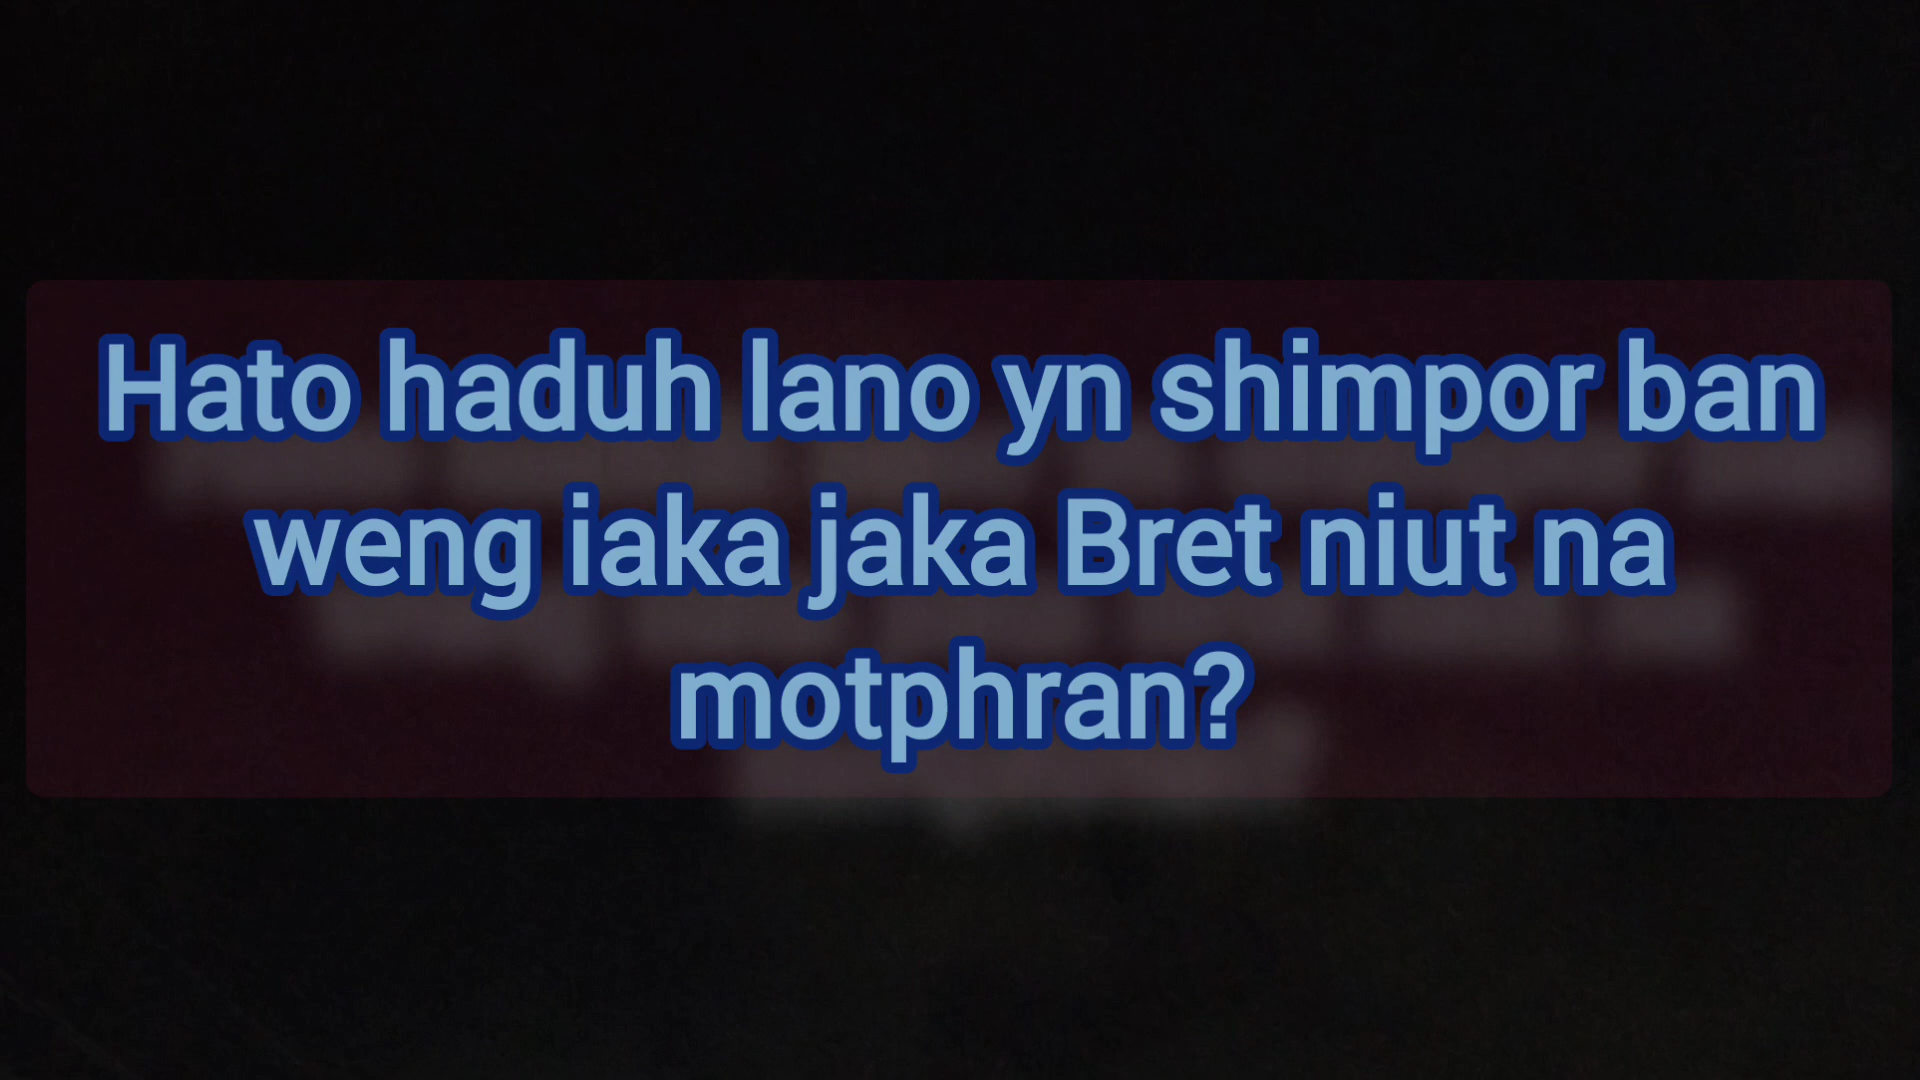 Hato haduh lano yn shimpor ban
weng iaka jaka Bret niut na
motphran?